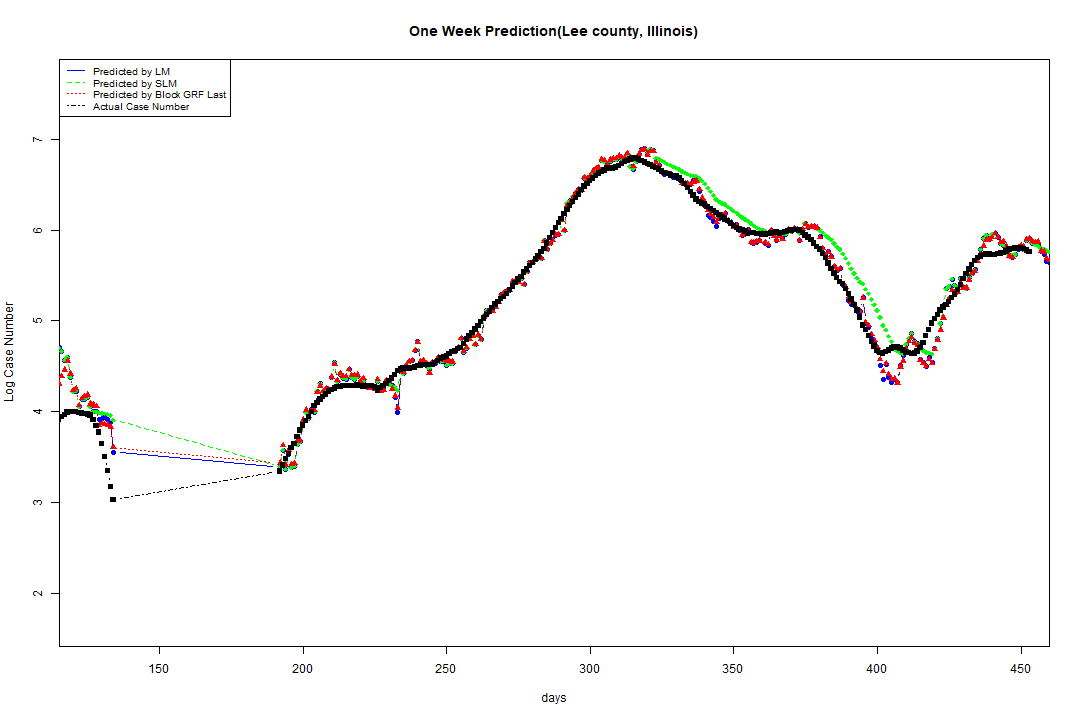 One Week Prediction(Lee county, Illinois)
Predicted by LM
Predicted by SLM
Predicted by Block GRF Last
Actual Case Number
Log Case Number
7
6
5
4
3
2
150 200 250 300 350 400 450
days